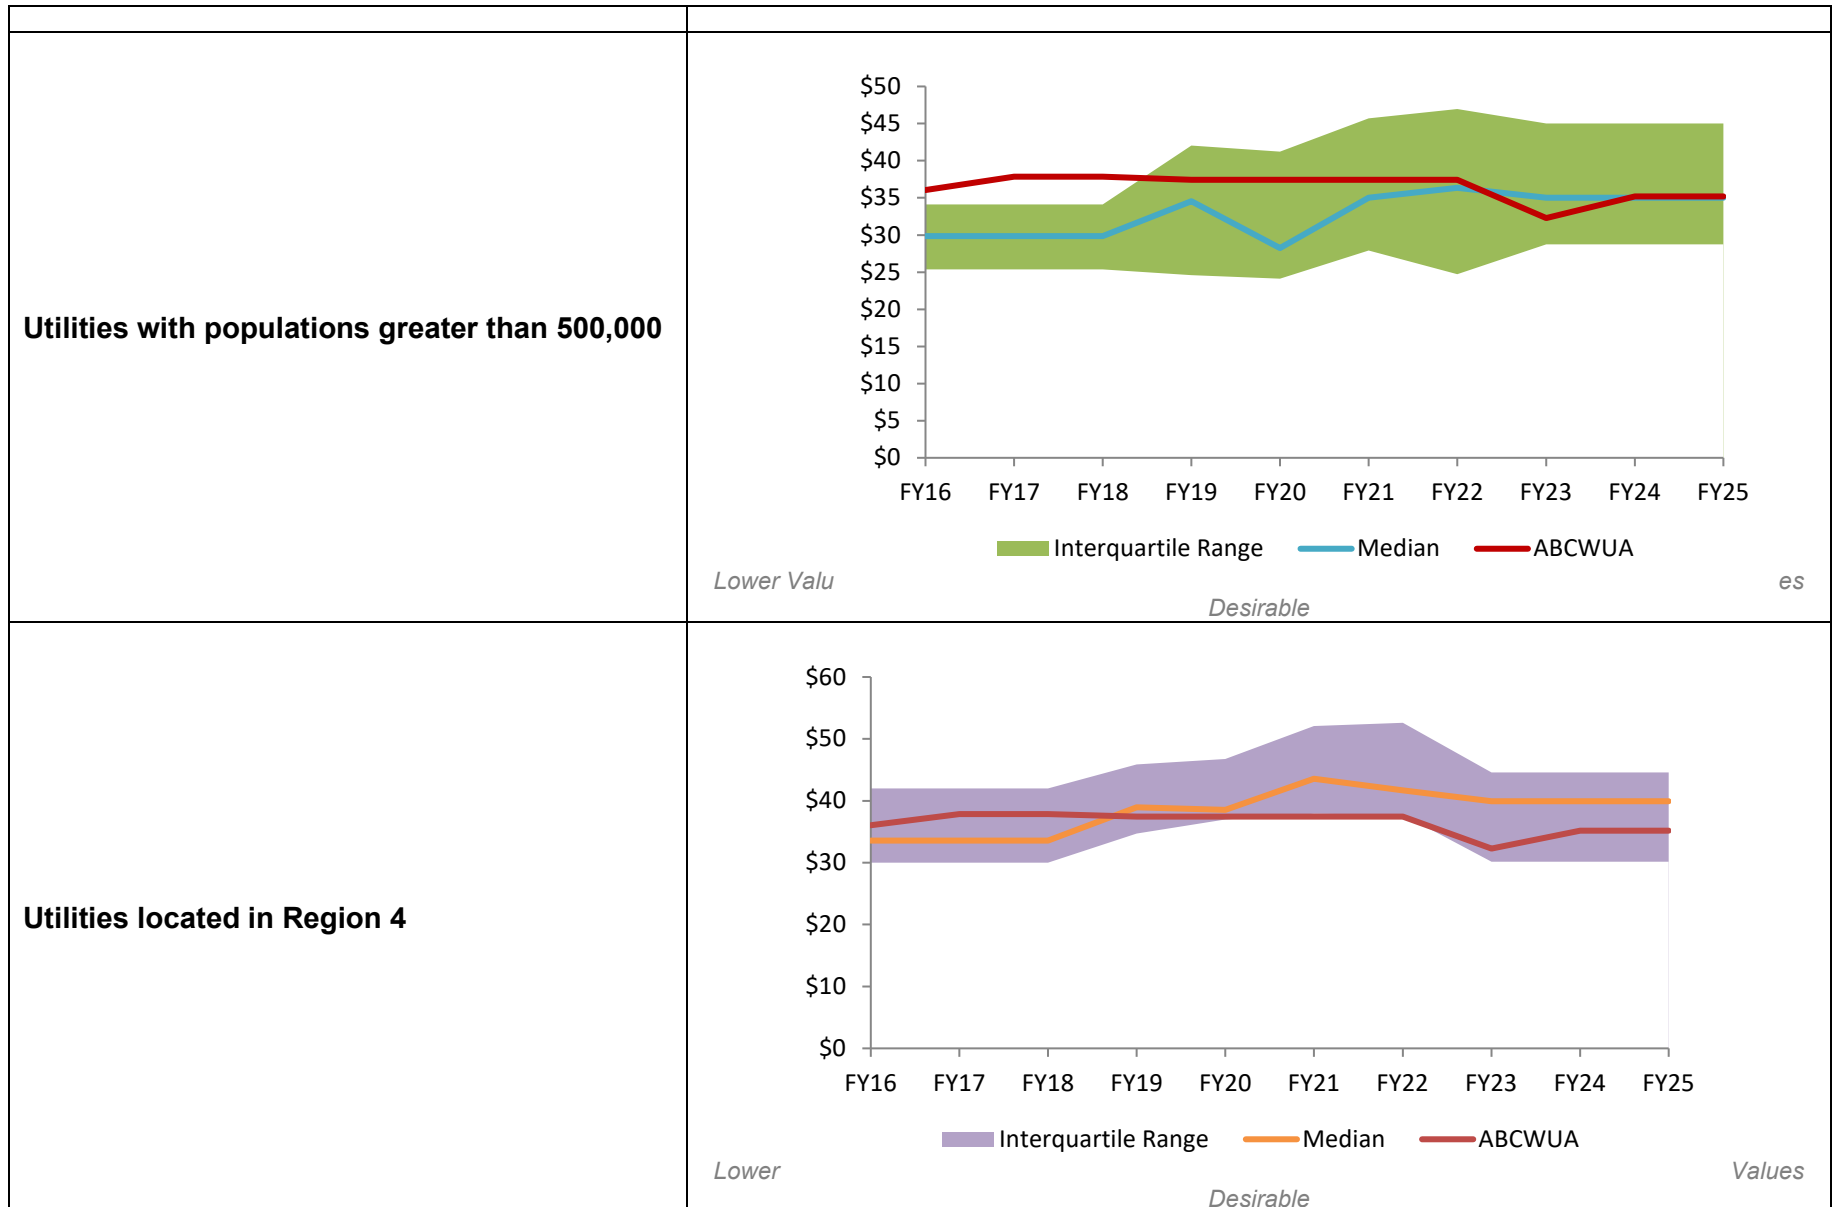 Utilities with populations greater than 500,000
$50
$45
$40
$35
$30
$25
$20
$15
$10
$5
$0
FY16 FY17 FY18 FY19 FY20 FY21 FY22 FY23 FY24 FY25
Interquartile Range Median ABCWUA
Lower Valu es
Desirable
Utilities located in Region 4
$60
$50
$40
$30
$20
$10
$0
FY16 FY17 FY18 FY19 FY20 FY21 FY22 FY23 FY24 FY25
Interquartile Range Median ABCWUA
Lower Values
Desirable